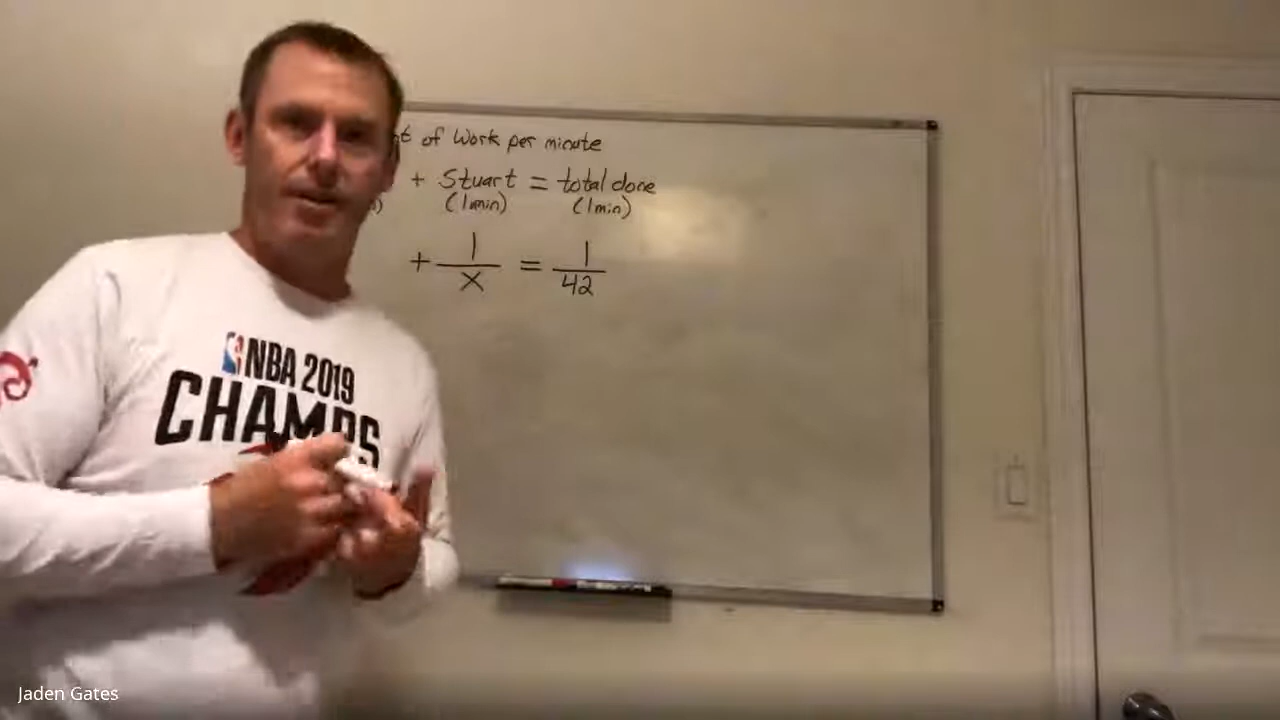 of Work per minute
+ Stuart = total done
(1min) (1min)
+ 1/x = 1/42
NBA 2019
CHAMPS
Jaden Gates